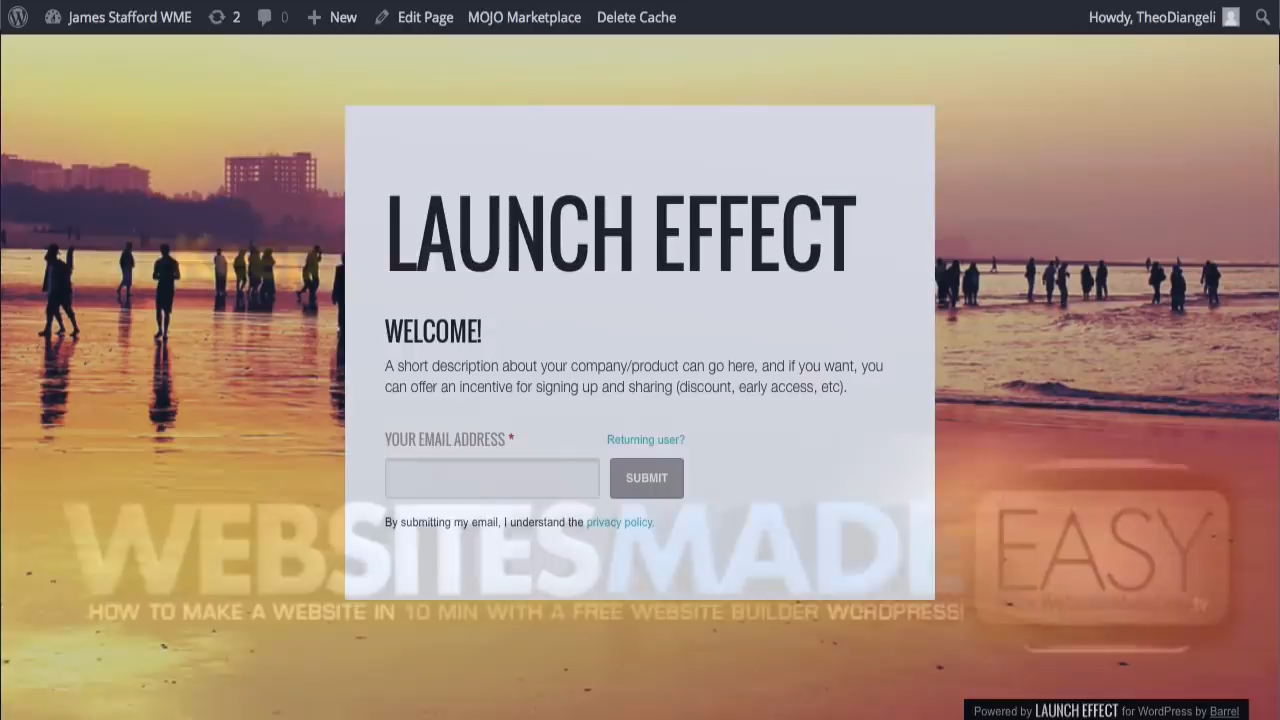 James Stafford WME 2 0 New Edit Page MOJO Marketplace Delete Cache Howdy, TheoDiangeli
LAUNCH EFFECT
WELCOME!
A short description about your company/product can go here, and if you want, you
can offer an incentive for signing up and sharing (discount, early access, etc).
YOUR EMAIL ADDRESS * Returning user?
SUBMIT
By submitting my email, I understand the privacy policy.
WEBSITESMADE EASY
HOW TO MAKE A WEBSITE IN 10 MIN WITH A FREE WEBSITE BUILDER WORDPRESS!
Powered by LAUNCH EFFECT for WordPress by Barrel